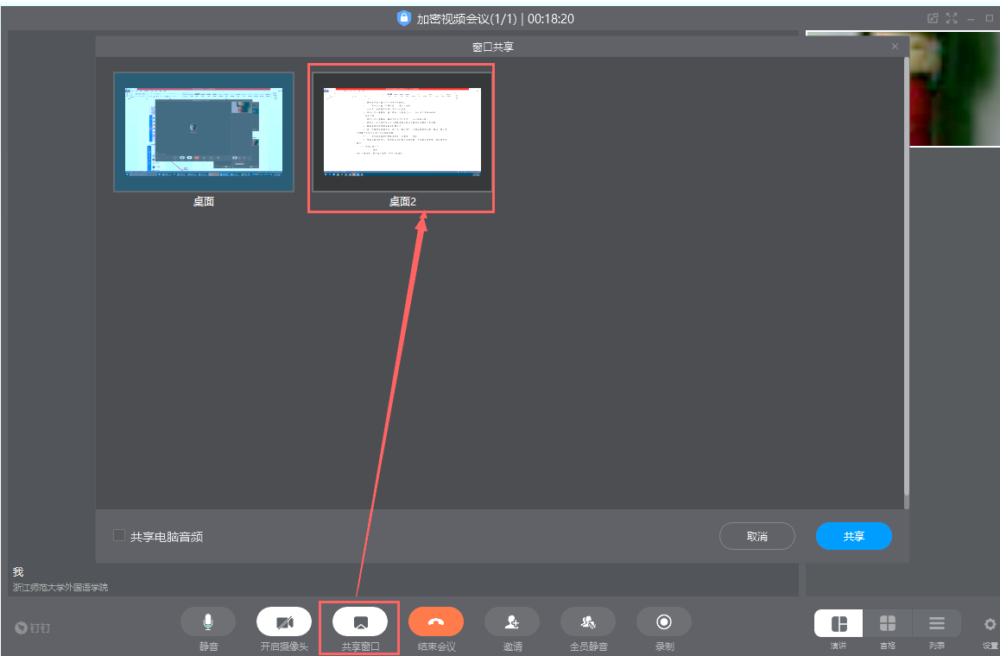 加密视频会议(1/1) | 00:18:20
窗口共享
桌面
桌面2
共享电脑音频
取消
共享
我
浙江师范大学外国语学院
钉钉
静音
开启摄像头
共享窗口
结束会议
邀请
全员静音
录制
演讲
宫格
列表
设置